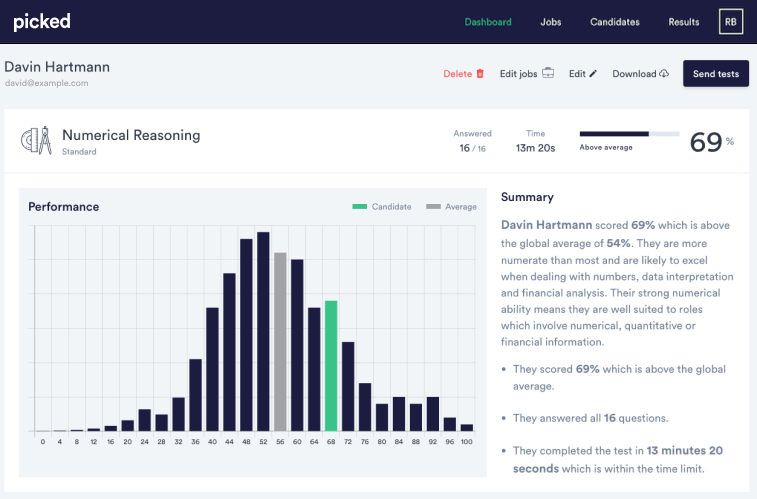 picked
Dashboard Jobs Candidates Results RB
Davin Hartmann
david@example.com
Delete Edit jobs Edit Download Send tests
Numerical Reasoning
Standard
Answered
16 / 16
Time
13m 20s
Above average
69 %
Performance
Candidate Average
0 4 8 12 16 20 24 28 32 36 40 44 48 52 56 60 64 68 72 76 80 84 88 92 96 100
Summary
Davin Hartmann scored 69% which is above
the global average of 54%. They are more
numerate than most and are likely to excel
when dealing with numbers, data interpretation
and financial analysis. Their strong numerical
ability means they are well suited to roles
which involve numerical, quantitative or
financial information.
• They scored 69% which is above the global
average.
• They answered all 16 questions.
• They completed the test in 13 minutes 20
seconds which is within the time limit.